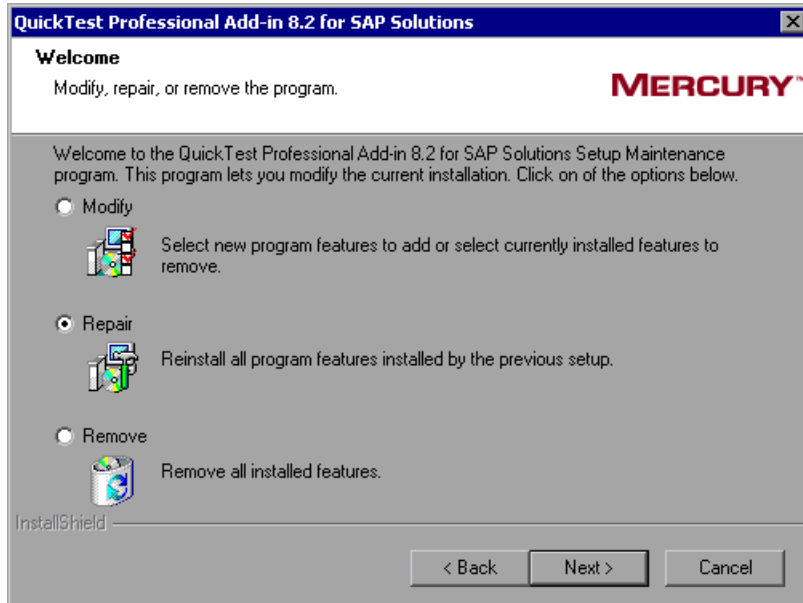 QuickTest Professional Add-in 8.2 for SAP Solutions
Welcome
Modify, repair, or remove the program.
MERCURY™
Welcome to the QuickTest Professional Add-in 8.2 for SAP Solutions Setup Maintenance
program. This program lets you modify the current installation. Click on of the options below.
Modify
Select new program features to add or select currently installed features to
remove.
Repair
Reinstall all program features installed by the previous setup.
Remove
Remove all installed features.
InstallShield
< Back
Next >
Cancel